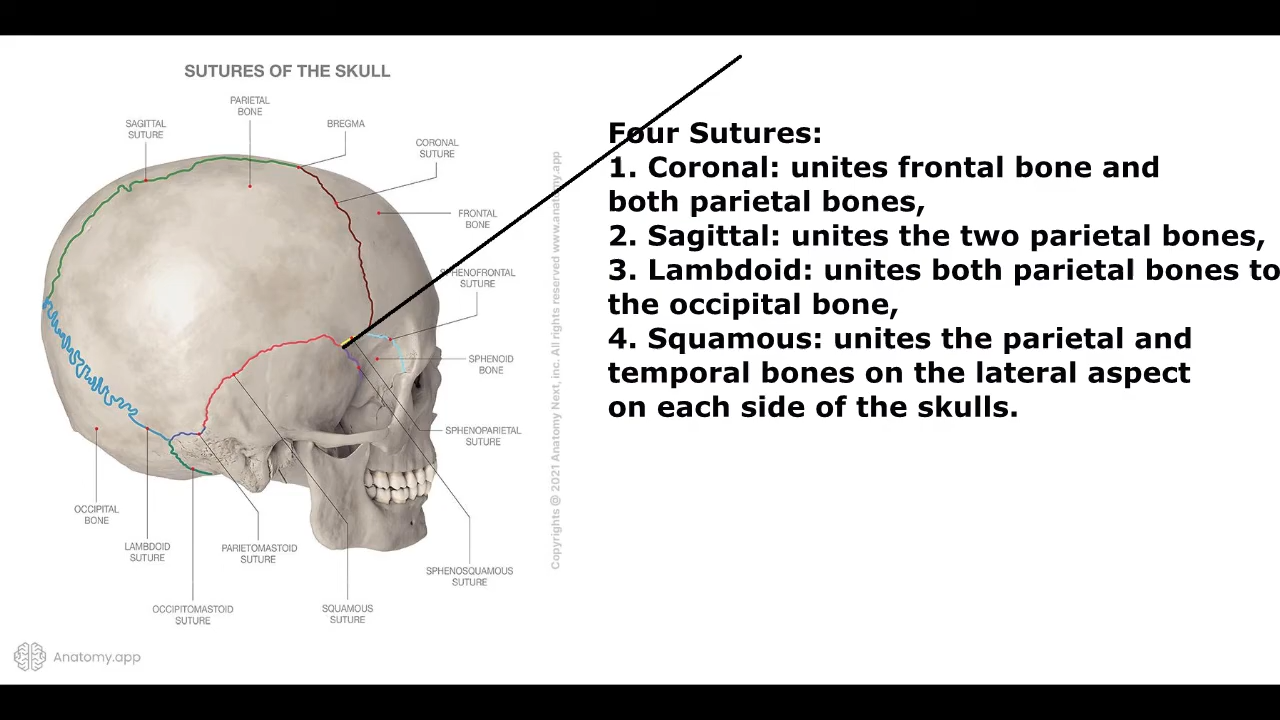 SUTURES OF THE SKULL
PARIETAL
BONE
SAGITTAL
SUTURE
BREGMA
CORONAL
SUTURE
FRONTAL
BONE
SPHENOFRONTAL
SUTURE
SPHENOID
BONE
SPHENOPARIETAL
SUTURE
OCCIPITAL
BONE
LAMBDOID
SUTURE
PARIETOMASTOID
SUTURE
SPHENOSQUAMOUS
SUTURE
OCCIPITOMASTOID
SUTURE
SQUAMOUS
SUTURE
Copyrights @ 2021 Anatomy Next, inc. All rights reserved www.anatomy.app
Anatomy.app
Four Sutures:
1. Coronal: unites frontal bone and
both parietal bones,
2. Sagittal: unites the two parietal bones,
3. Lambdoid: unites both parietal bones to
the occipital bone,
4. Squamous: unites the parietal and
temporal bones on the lateral aspect
on each side of the skulls.